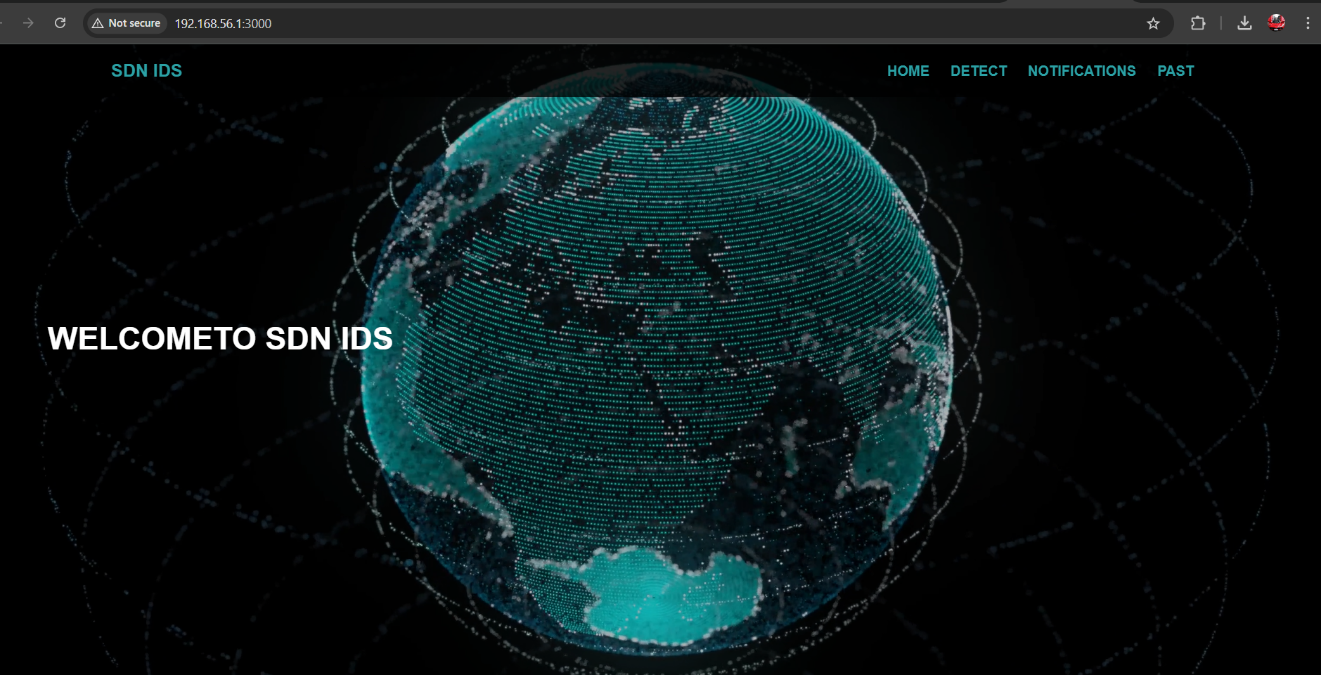 Not secure 192.168.56.1:3000
SDN IDS HOME DETECT NOTIFICATIONS PAST
WELCOMETO SDN IDS